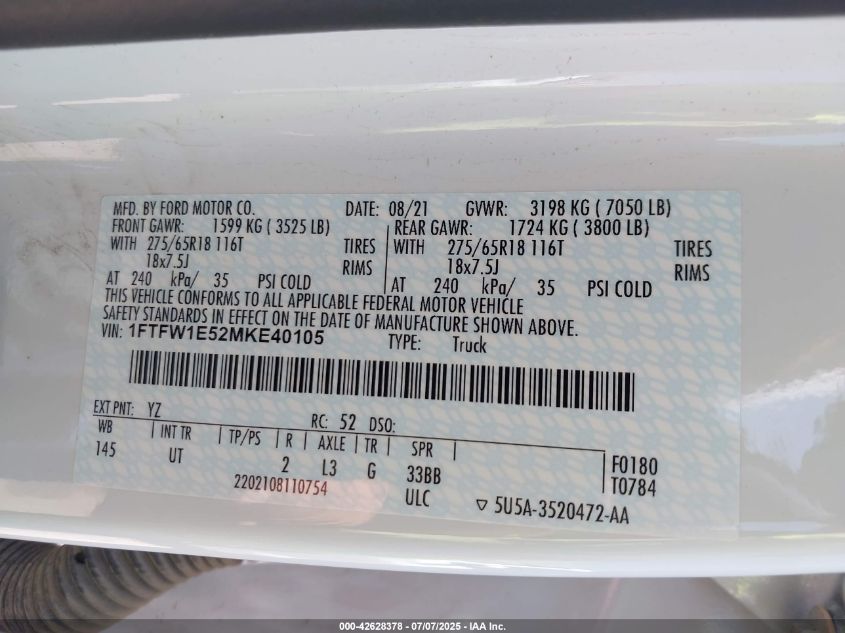 MFD. BY FORD MOTOR CO. DATE: 08/21 GVWR: 3198 KG ( 7050 LB)
FRONT GAWR: 1599 KG ( 3525 LB) REAR GAWR: 1724 KG ( 3800 LB)
WITH 275/65R18 116T TIRES WITH 275/65R18 116T TIRES
18x7.5J RIMS 18x7.5J RIMS
AT 240 kPa/ 35 PSI COLD AT 240 kPa/ 35 PSI COLD
THIS VEHICLE CONFORMS TO ALL APPLICABLE FEDERAL MOTOR VEHICLE
SAFETY STANDARDS IN EFFECT ON THE DATE OF MANUFACTURE SHOWN ABOVE.
VIN: 1FTFW1E52MKE40105 TYPE: Truck
EXT PNT: YZ RC: 52 DSO:
WB INT TR TP/PS R AXLE TR SPR
145 UT 2 L3 G 33BB F0180
2202108110754 ULC T0784
▽ 5U5A-3520472-AA
000-42628378 - 07/07/2025 - IAA Inc.